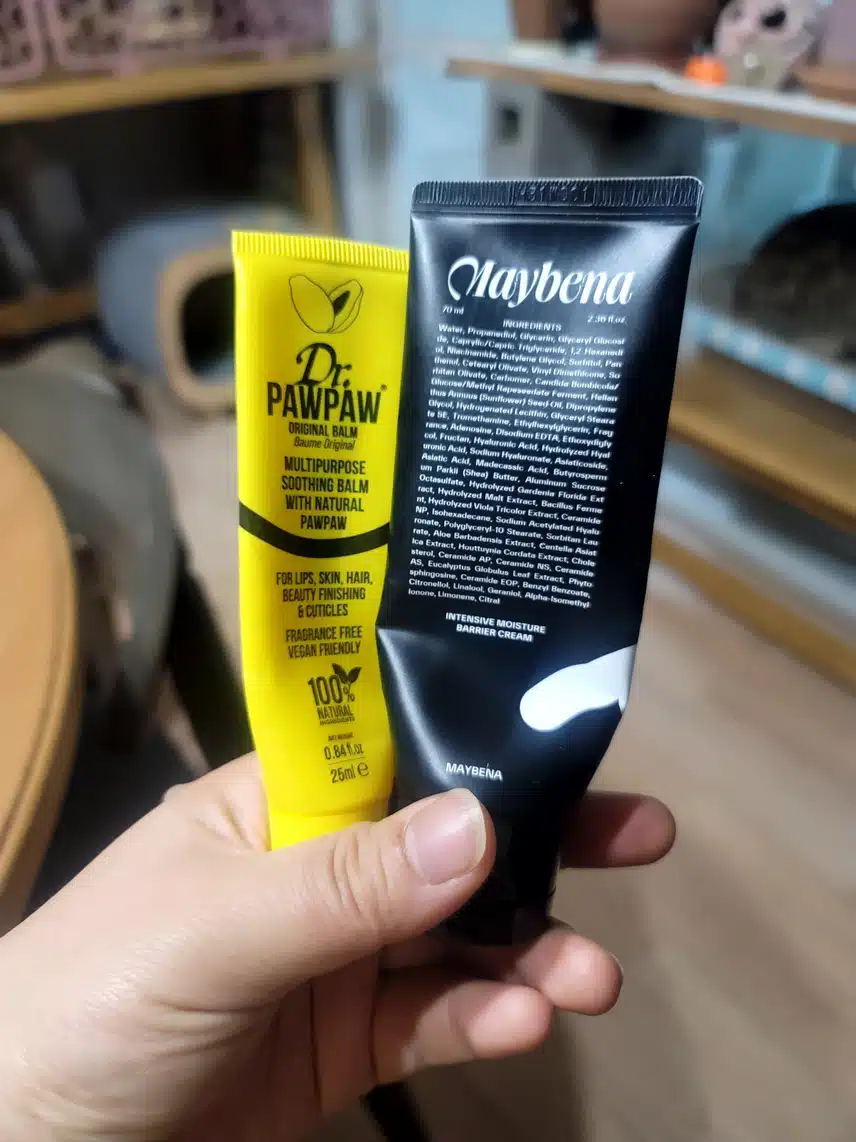 Dr.
PAWPAW®
ORIGINAL BALM
Baume Original
MULTIPURPOSE
SOOTHING BALM
WITH NATURAL
PAWPAW
FOR LIPS, SKIN, HAIR,
BEAUTY FINISHING
& CUTICLES
FRAGRANCE FREE
VEGAN FRIENDLY
100%
NATURAL
INGREDIENTS
NET WEIGHT
0.84 fl.oz
25ml ℮
Maybena
70 ml 2.36 fl.oz.
INGREDIENTS
Water, Propanediol, Glycerin, Glyceryl Glucosi
de, Caprylic/Capric Triglyceride, 1,2 Hexanedi
ol, Niacinamide, Butylene Glycol, Sorbitol, Pan
thenol, Cetearyl Olivate, Vinyl Dimethicone, So
rbitan Olivate, Carbomer, Candida Bombicola/
Glucose/Methyl Rapeseedate Ferment, Helian
thus Annuus (Sunflower) Seed Oil, Dipropylene
Glycol, Hydrogenated Lecithin, Glyceryl Steara
te SE, Tromethamine, Ethylhexylglycerin, Frag
rance, Adenosine, Disodium EDTA, Ethoxydigly
col, Fructan, Hyaluronic Acid, Hydrolyzed Hyal
uronic Acid, Sodium Hyaluronate, Asiaticoside,
Asiatic Acid, Madecassic Acid, Butyrosperm
um Parkii (Shea) Butter, Aluminum Sucrose
Octasulfate, Hydrolyzed Gardenia Florida Ext
ract, Hydrolyzed Malt Extract, Bacillus Ferme
nt, Hydrolyzed Viola Tricolor Extract, Ceramide
NP, Isohexadecane, Sodium Acetylated Hyalu
ronate, Polyglyceryl-10 Stearate, Sorbitan Lau
rate, Aloe Barbadensis Extract, Centella Asiat
ica Extract, Houttuynia Cordata Extract, Chole
sterol, Ceramide AP, Ceramide NS, Ceramide
AS, Eucalyptus Globulus Leaf Extract, Phyto
sphingosine, Ceramide EOP, Benzyl Benzoate,
Citronellol, Linalool, Geraniol, Alpha-Isomethyl
Ionone, Limonene, Citral
INTENSIVE MOISTURE
BARRIER CREAM
MAYBENA